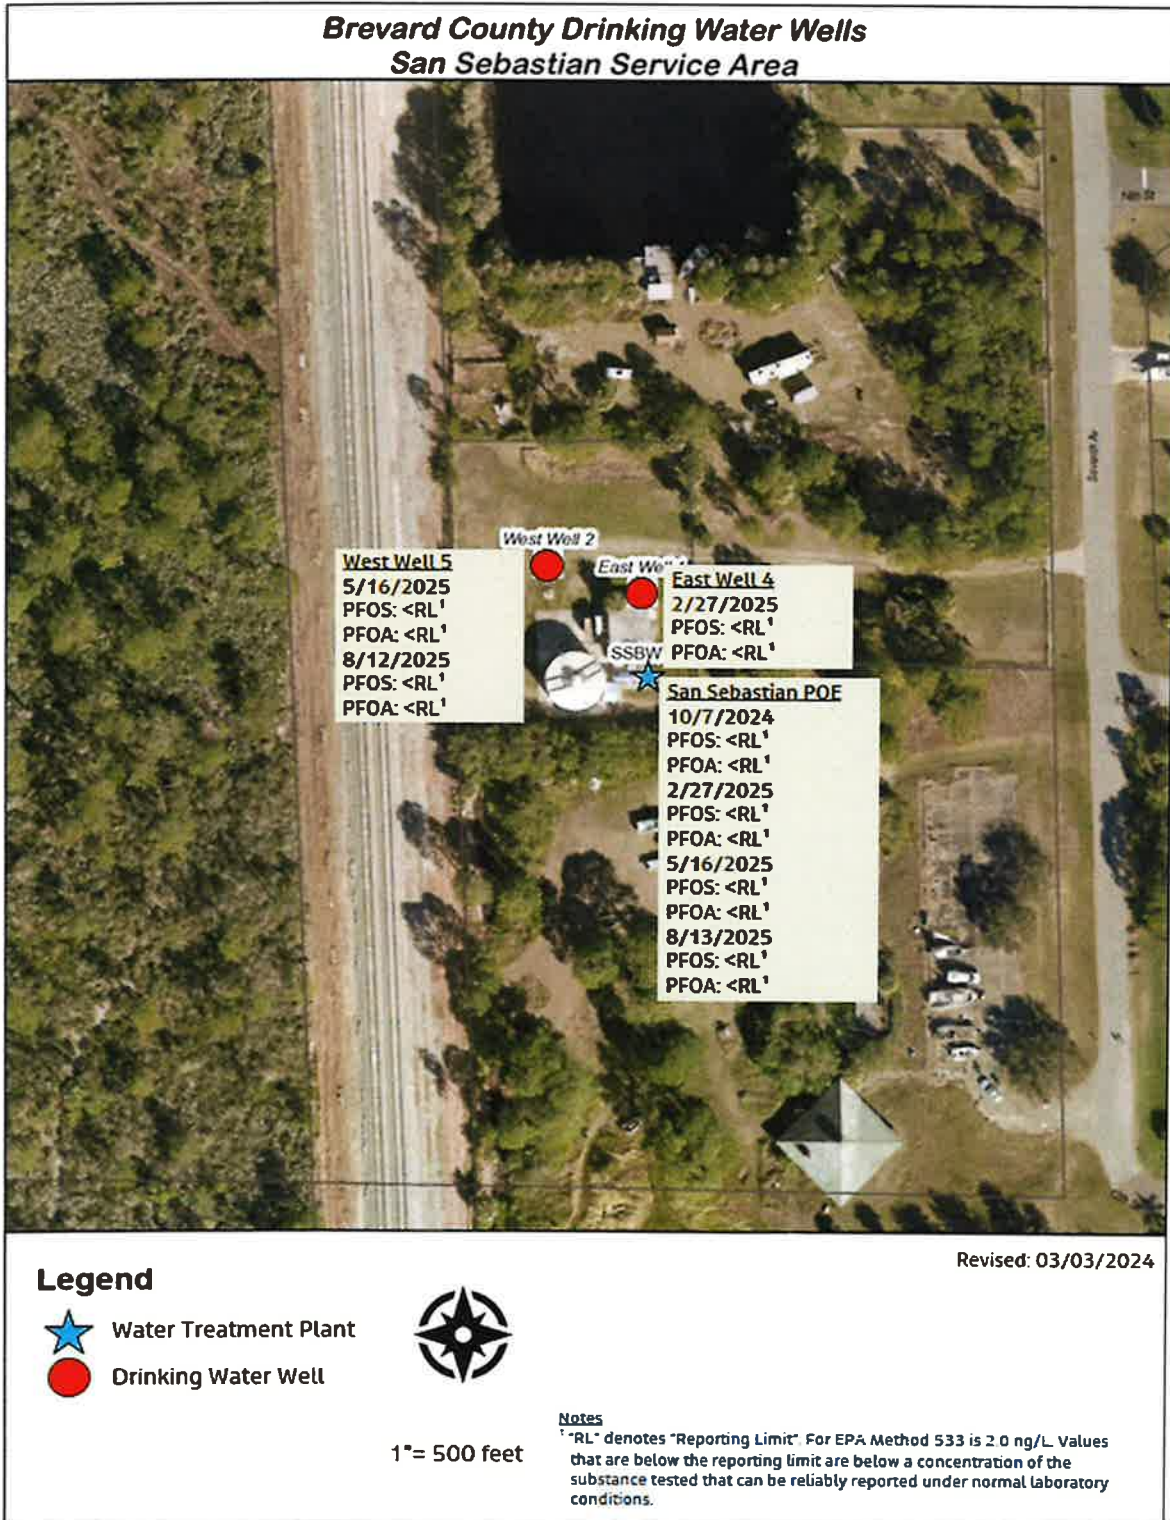 Brevard County Drinking Water Wells
San Sebastian Service Area
Nth St
Seventh Av
West Well 2
East Well
West Well 5
5/16/2025
PFOS: <RL¹
PFOA: <RL¹
8/12/2025
PFOS: <RL¹
PFOA: <RL¹
East Well 4
2/27/2025
PFOS: <RL¹
PFOA: <RL¹
SSBW
San Sebastian POE
10/7/2024
PFOS: <RL¹
PFOA: <RL¹
2/27/2025
PFOS: <RL¹
PFOA: <RL¹
5/16/2025
PFOS: <RL¹
PFOA: <RL¹
8/13/2025
PFOS: <RL¹
PFOA: <RL¹
Revised: 03/03/2024
Legend
Water Treatment Plant
Drinking Water Well
1"= 500 feet
Notes
¹ "RL" denotes "Reporting Limit". For EPA Method 533 is 2.0 ng/L. Values
that are below the reporting limit are below a concentration of the
substance tested that can be reliably reported under normal laboratory
conditions.